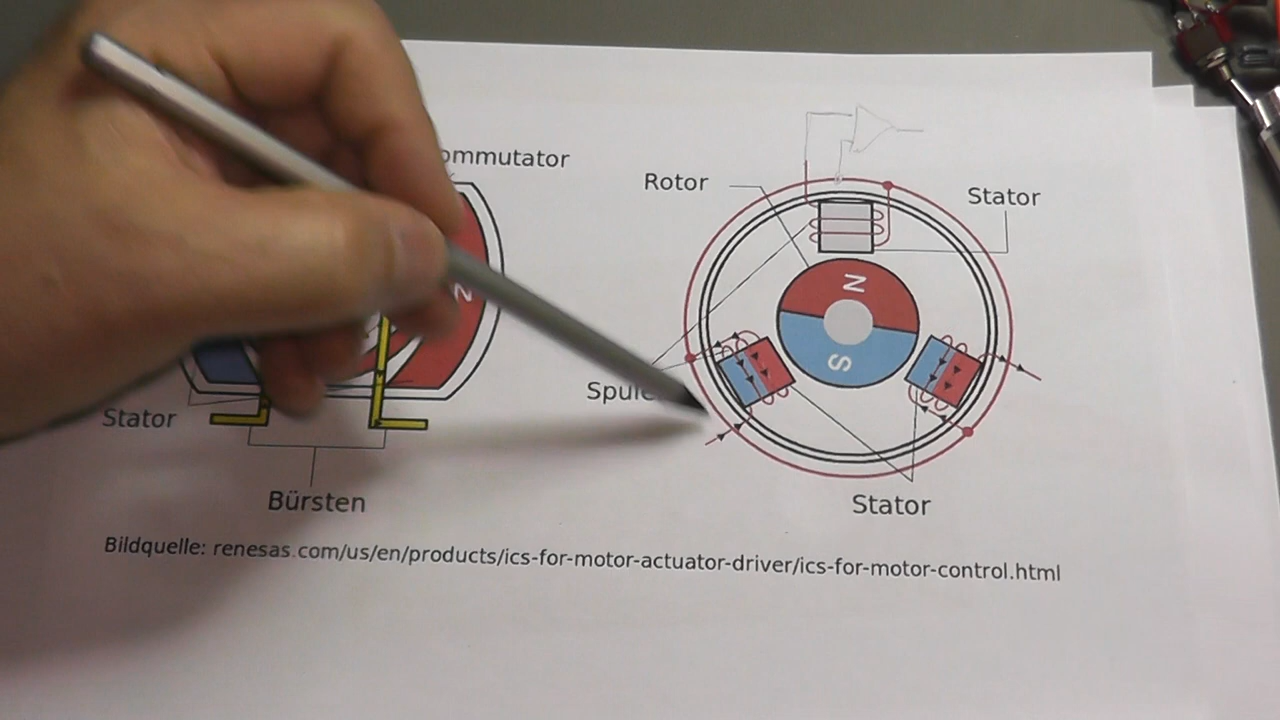 ommutator
Rotor
Stator
N
N
S
Stator
Bürsten
Stator
Bildquelle: renesas.com/us/en/products/ics-for-motor-actuator-driver/ics-for-motor-control.html